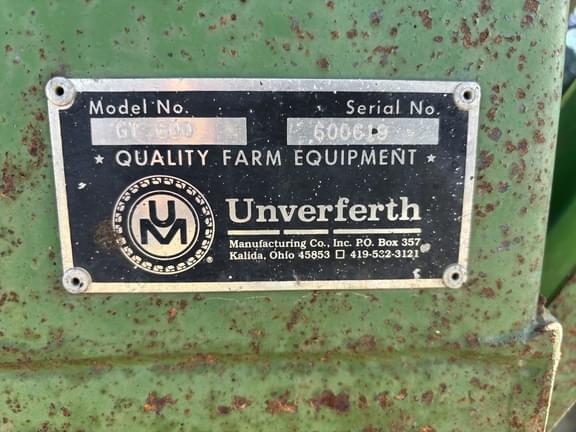 Model No. Serial No.
GT 600 600619
★ QUALITY FARM EQUIPMENT ★
UM ® Unverferth
Manufacturing Co., Inc. P.O. Box 357
Kalida, Ohio 45853 □ 419-532-3121